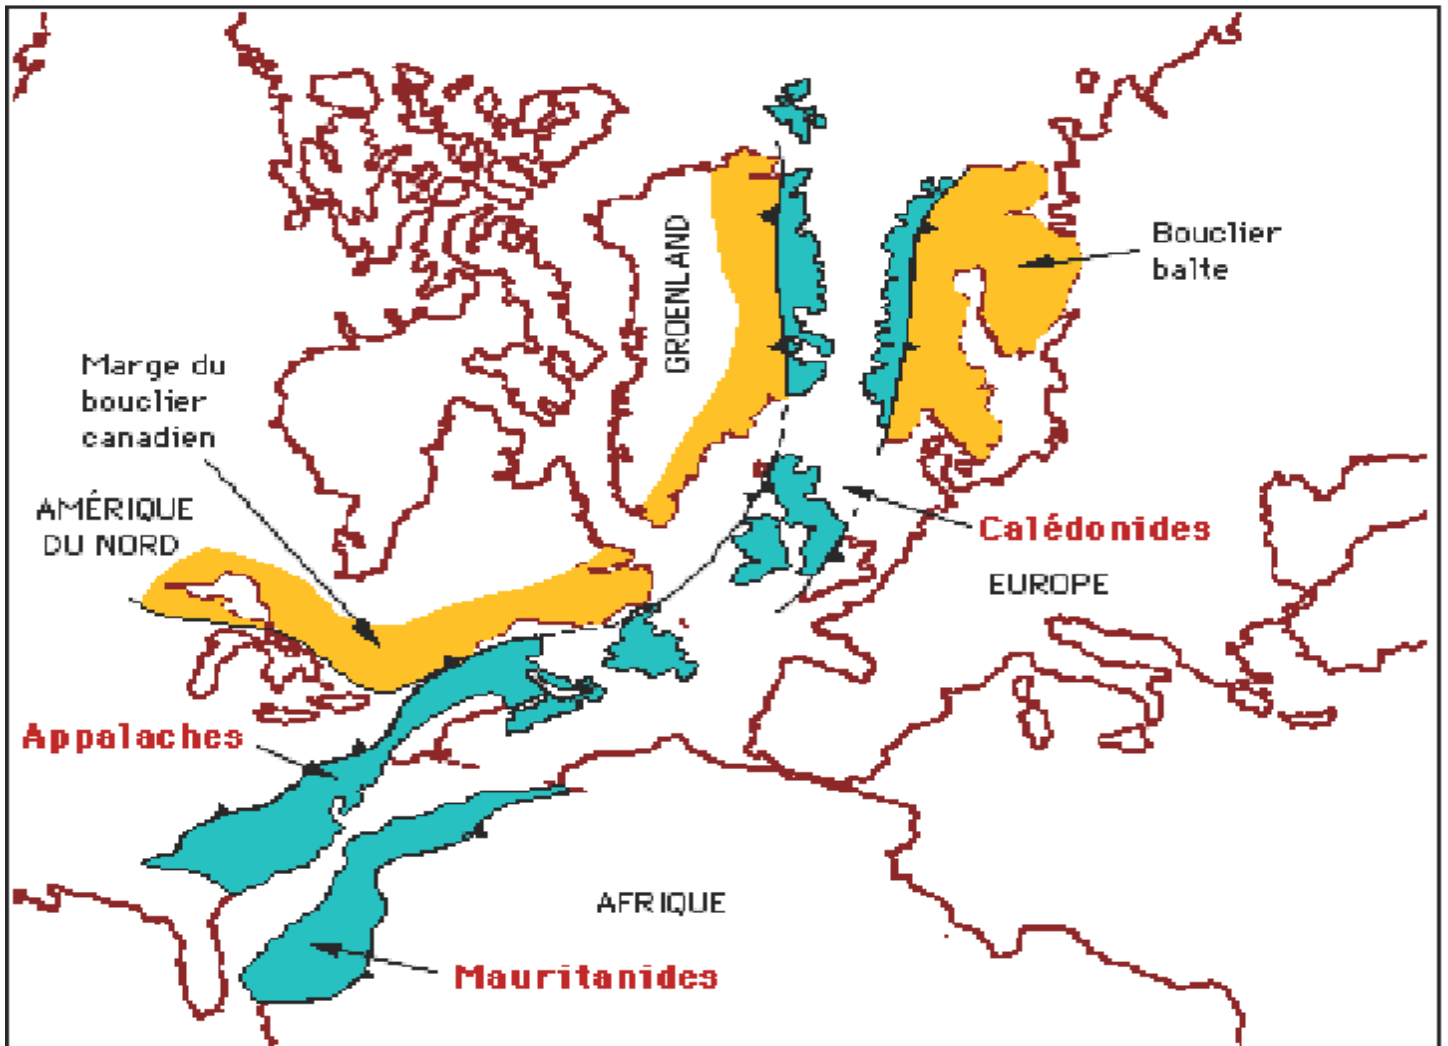 GROENLAND
Bouclier
balte
Marge du
bouclier
canadien
AMÉRIQUE
DU NORD
Calédonides
EUROPE
Appalaches
AFRIQUE
Mauritanides